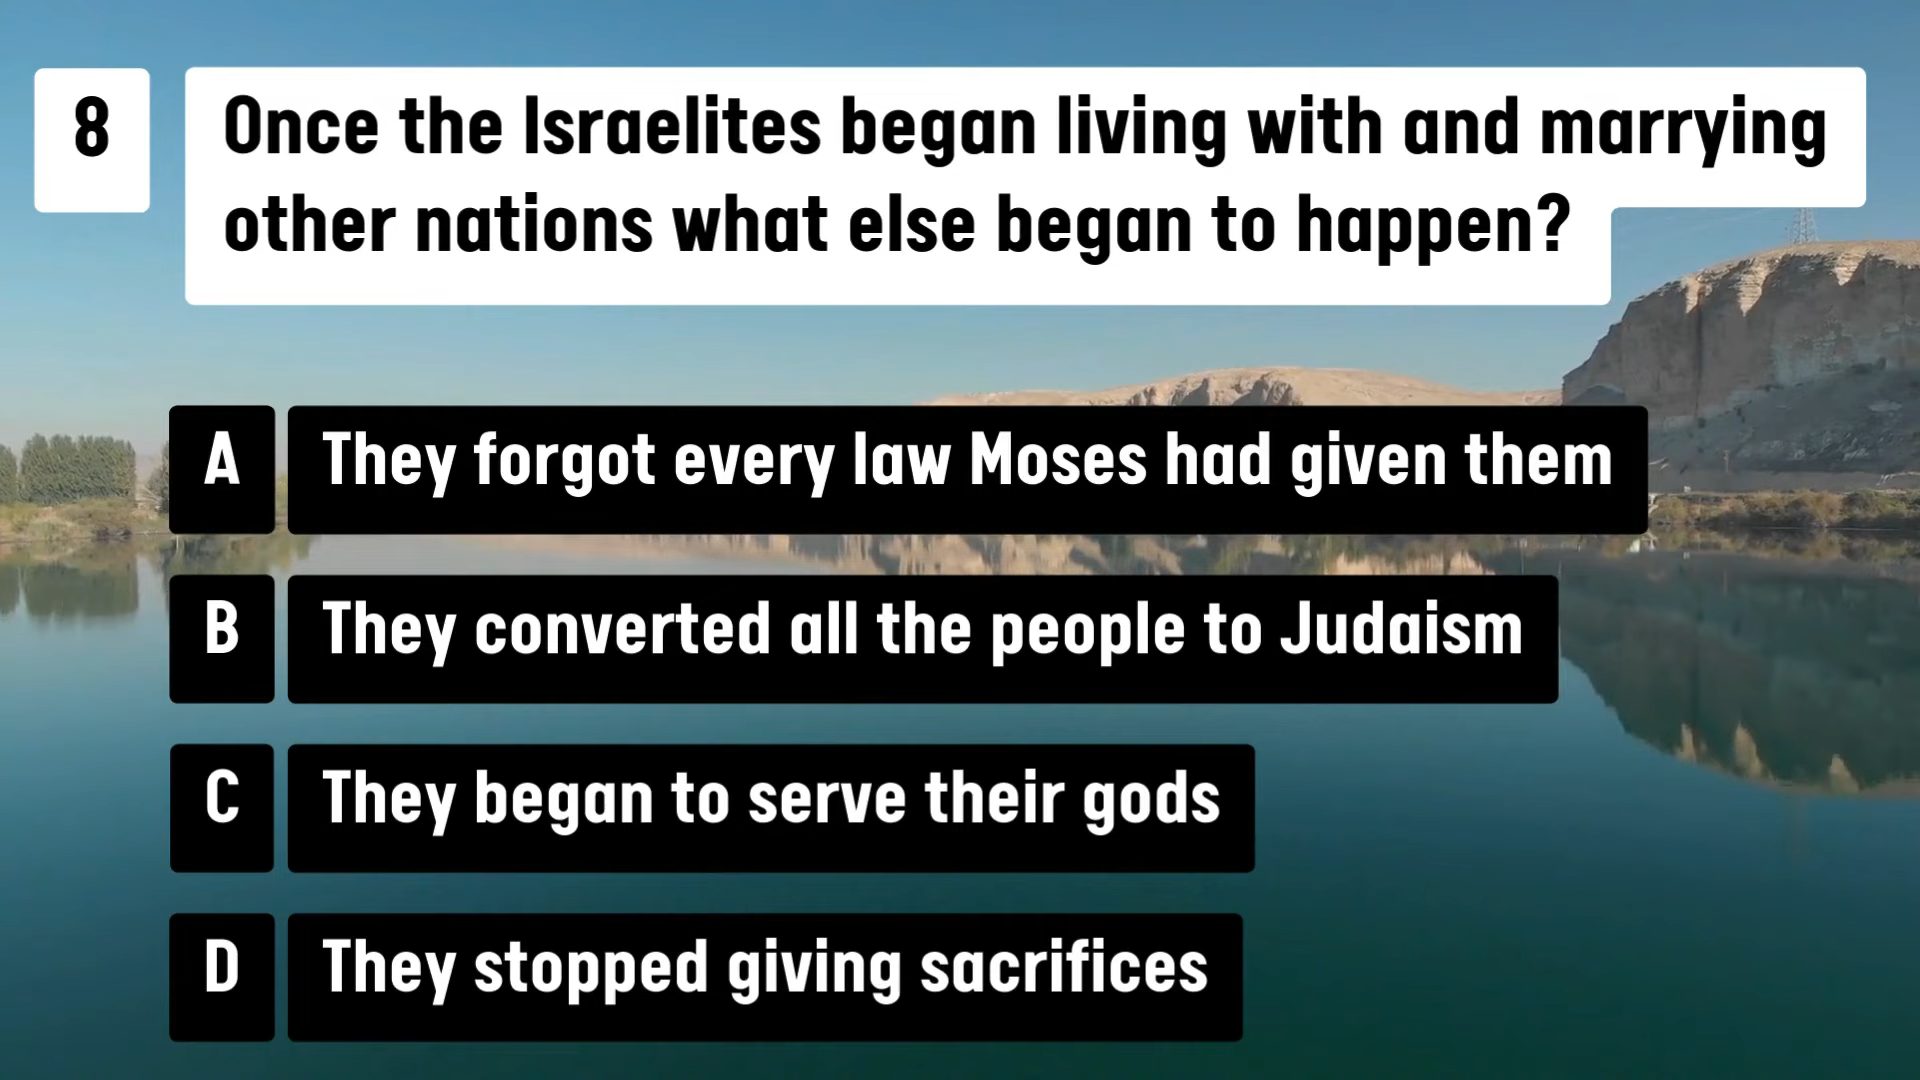 8
Once the Israelites began living with and marrying
other nations what else began to happen?
A
They forgot every law Moses had given them
B
They converted all the people to Judaism
C
They began to serve their gods
D
They stopped giving sacrifices